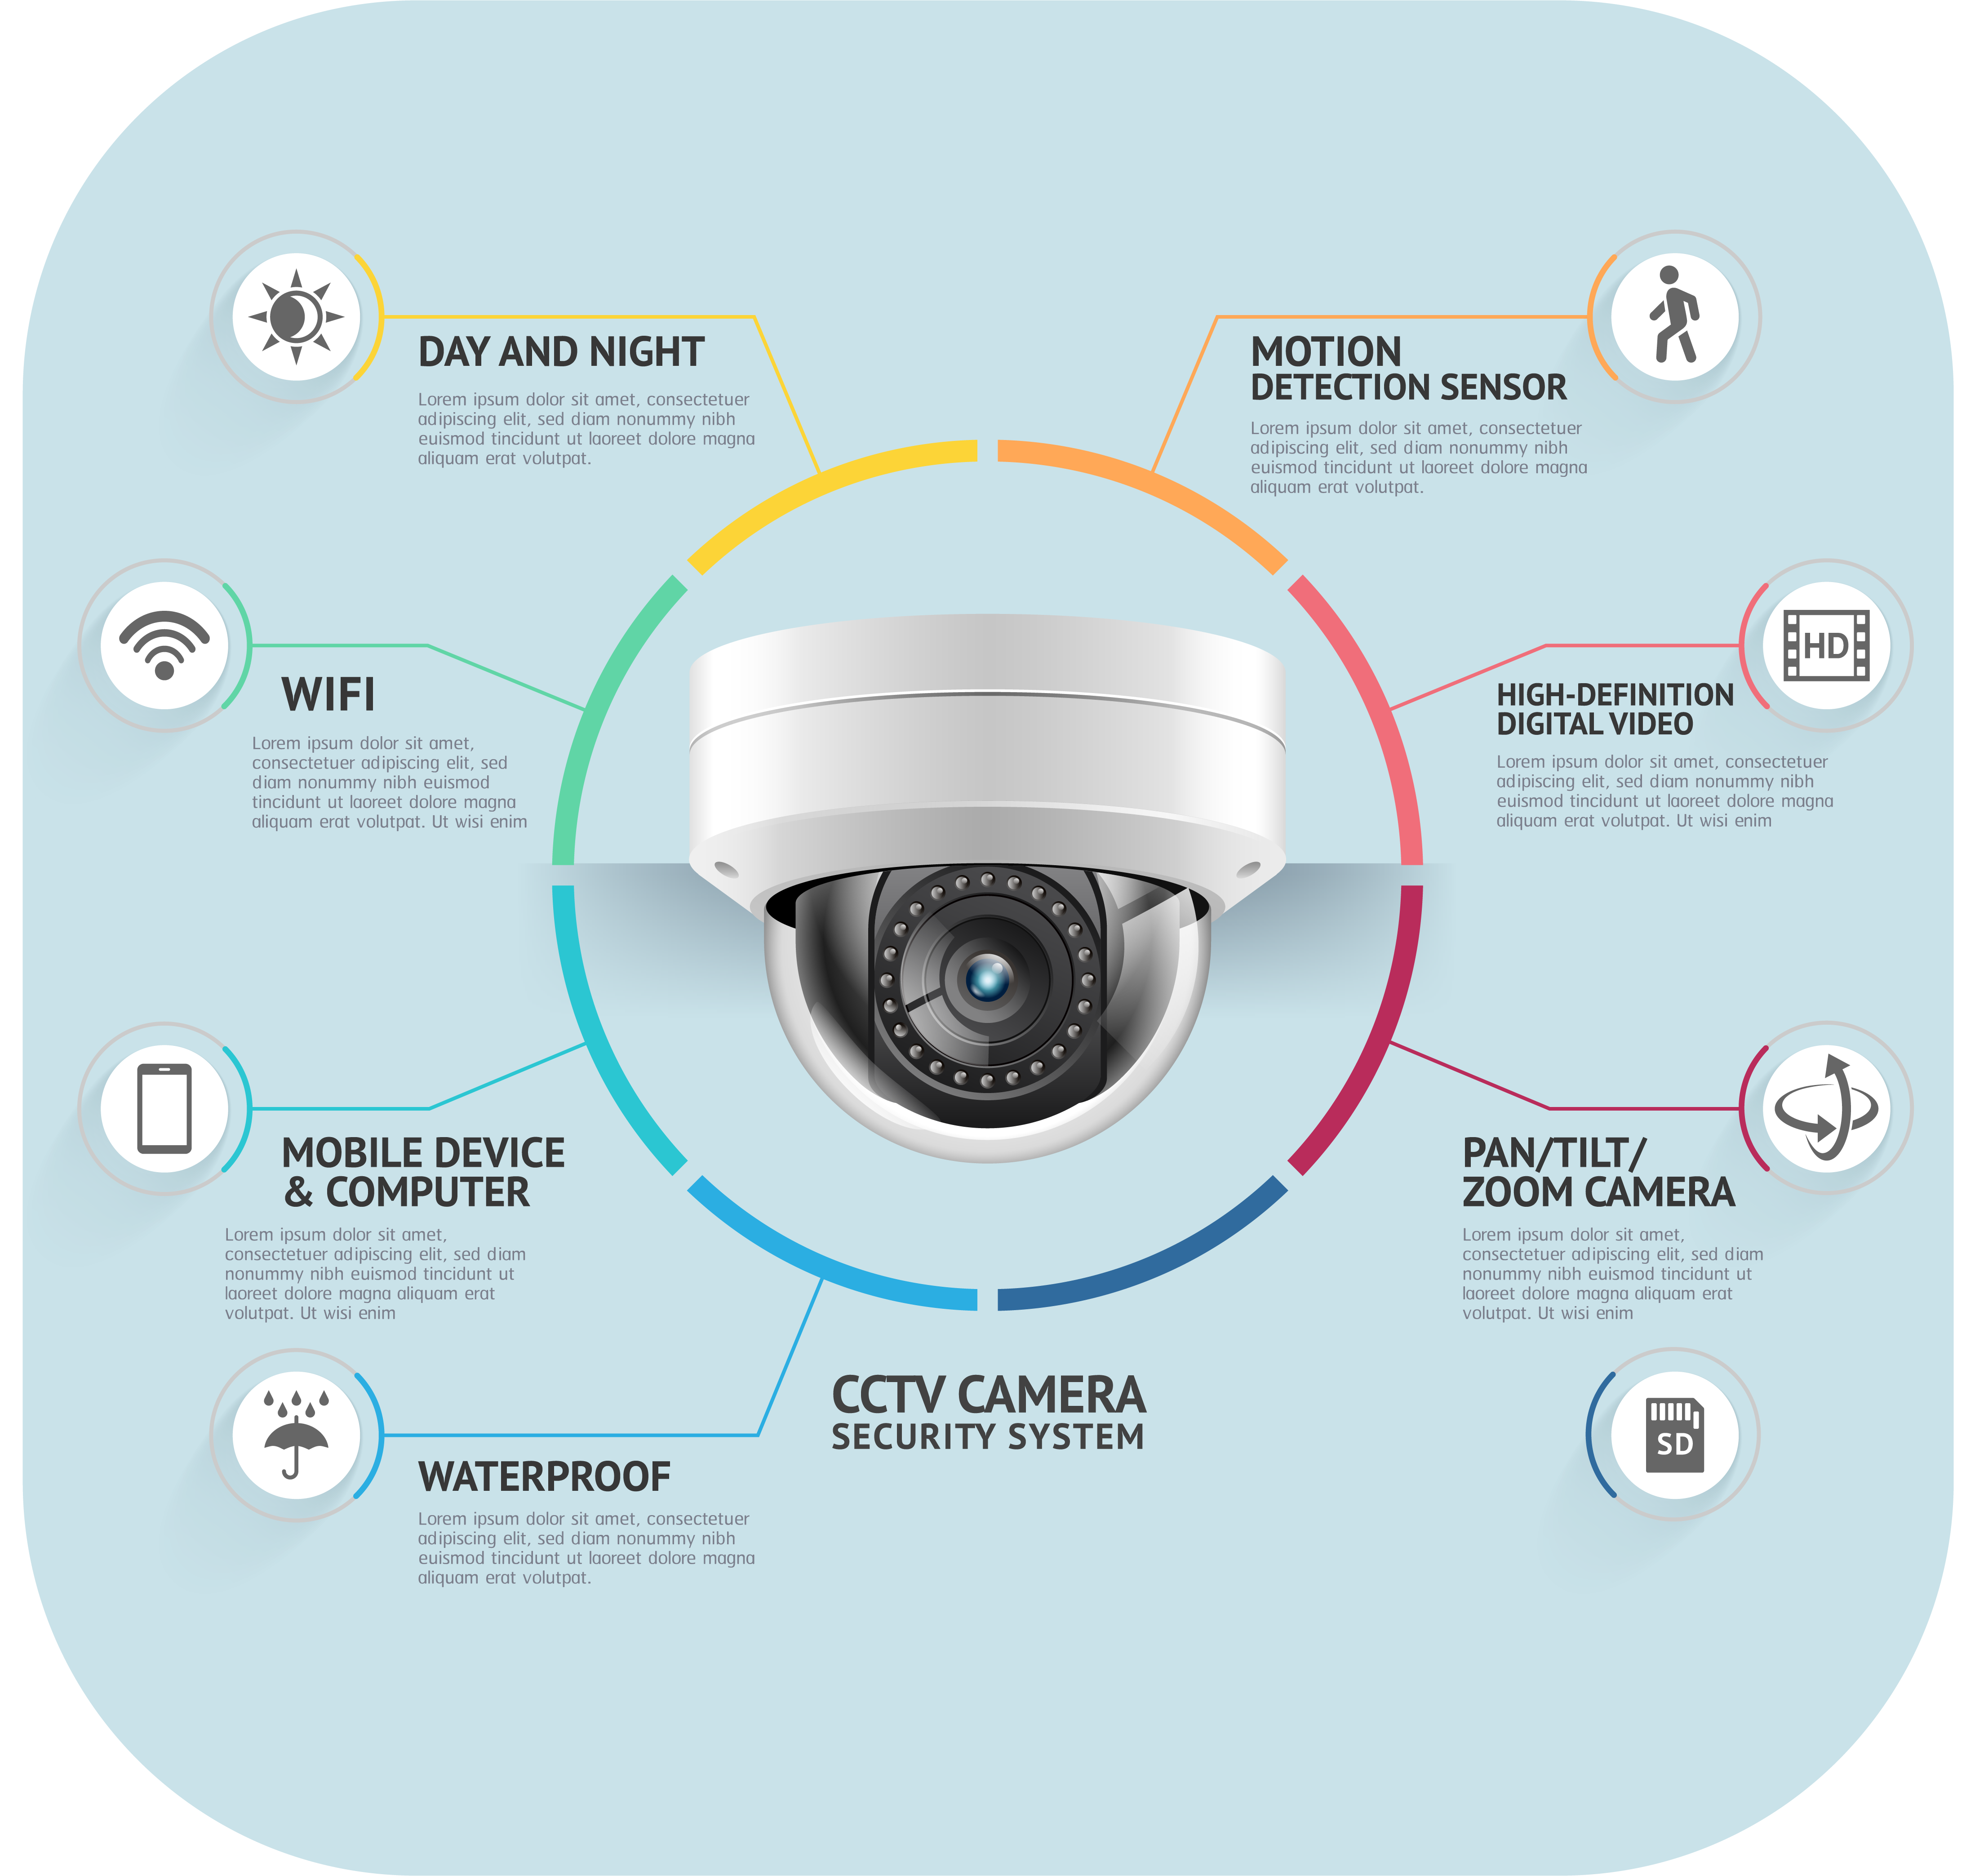 DAY AND NIGHT
Lorem ipsum dolor sit amet, consectetuer
adipiscing elit, sed diam nonummy nibh
euismod tincidunt ut laoreet dolore magna
aliquam erat volutpat.
MOTION
DETECTION SENSOR
Lorem ipsum dolor sit amet, consectetuer
adipiscing elit, sed diam nonummy nibh
euismod tincidunt ut laoreet dolore magna
aliquam erat volutpat.
WIFI
Lorem ipsum dolor sit amet,
consectetuer adipiscing elit, sed
diam nonummy nibh euismod
tincidunt ut laoreet dolore magna
aliquam erat volutpat. Ut wisi enim
HD
HIGH-DEFINITION
DIGITAL VIDEO
Lorem ipsum dolor sit amet, consectetuer
adipiscing elit, sed diam nonummy nibh
euismod tincidunt ut laoreet dolore magna
aliquam erat volutpat. Ut wisi enim
MOBILE DEVICE
& COMPUTER
Lorem ipsum dolor sit amet,
consectetuer adipiscing elit, sed diam
nonummy nibh euismod tincidunt ut
laoreet dolore magna aliquam erat
volutpat. Ut wisi enim
PAN/TILT/
ZOOM CAMERA
Lorem ipsum dolor sit amet,
consectetuer adipiscing elit, sed diam
nonummy nibh euismod tincidunt ut
laoreet dolore magna aliquam erat
volutpat. Ut wisi enim
WATERPROOF
Lorem ipsum dolor sit amet, consectetuer
adipiscing elit, sed diam nonummy nibh
euismod tincidunt ut laoreet dolore magna
aliquam erat volutpat.
CCTV CAMERA
SECURITY SYSTEM
SD